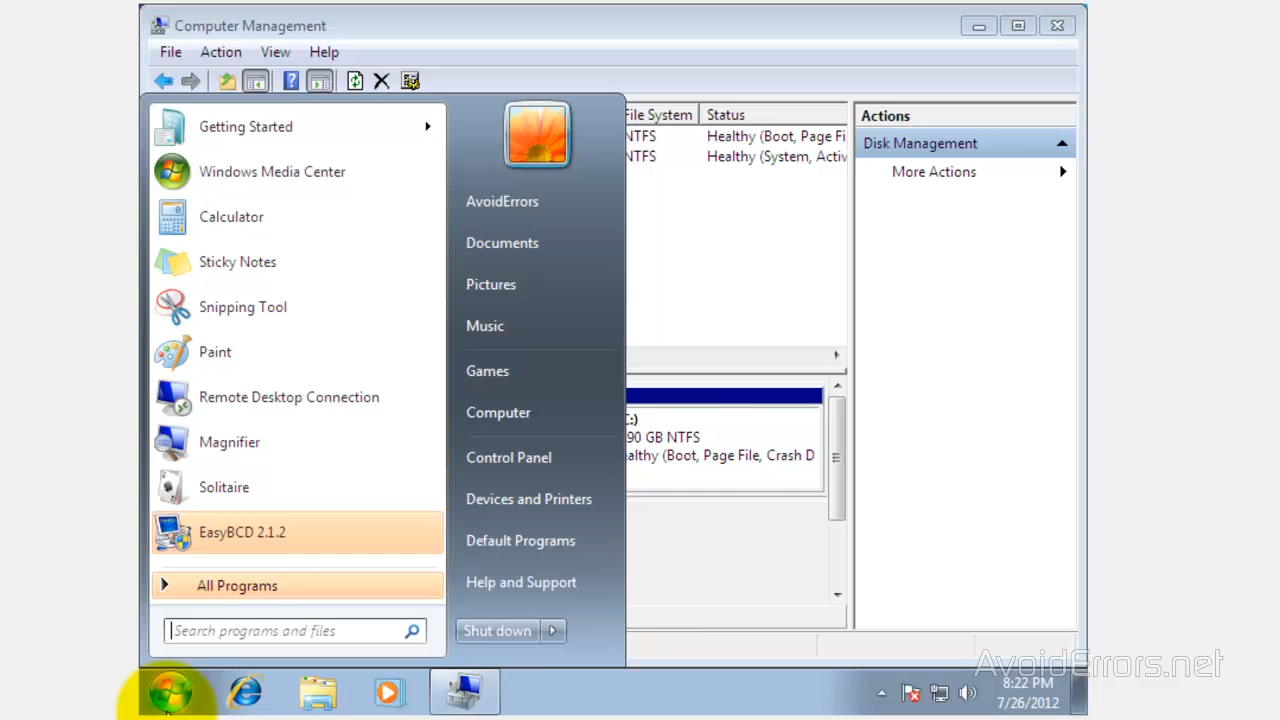 Computer Management
File Action View Help
Getting Started
Windows Media Center
Calculator
Sticky Notes
Snipping Tool
Paint
Remote Desktop Connection
Magnifier
Solitaire
EasyBCD 2.1.2
All Programs
Search programs and files
AvoidErrors
Documents
Pictures
Music
Games
Computer
Control Panel
Devices and Printers
Default Programs
Help and Support
Shut down
File System Status
NTFS Healthy (Boot, Page Fi
NTFS Healthy (System, Activ
C:)
90 GB NTFS
althy (Boot, Page File, Crash D
Actions
Disk Management
More Actions
AvoidErrors.net
8:22 PM
7/26/2012